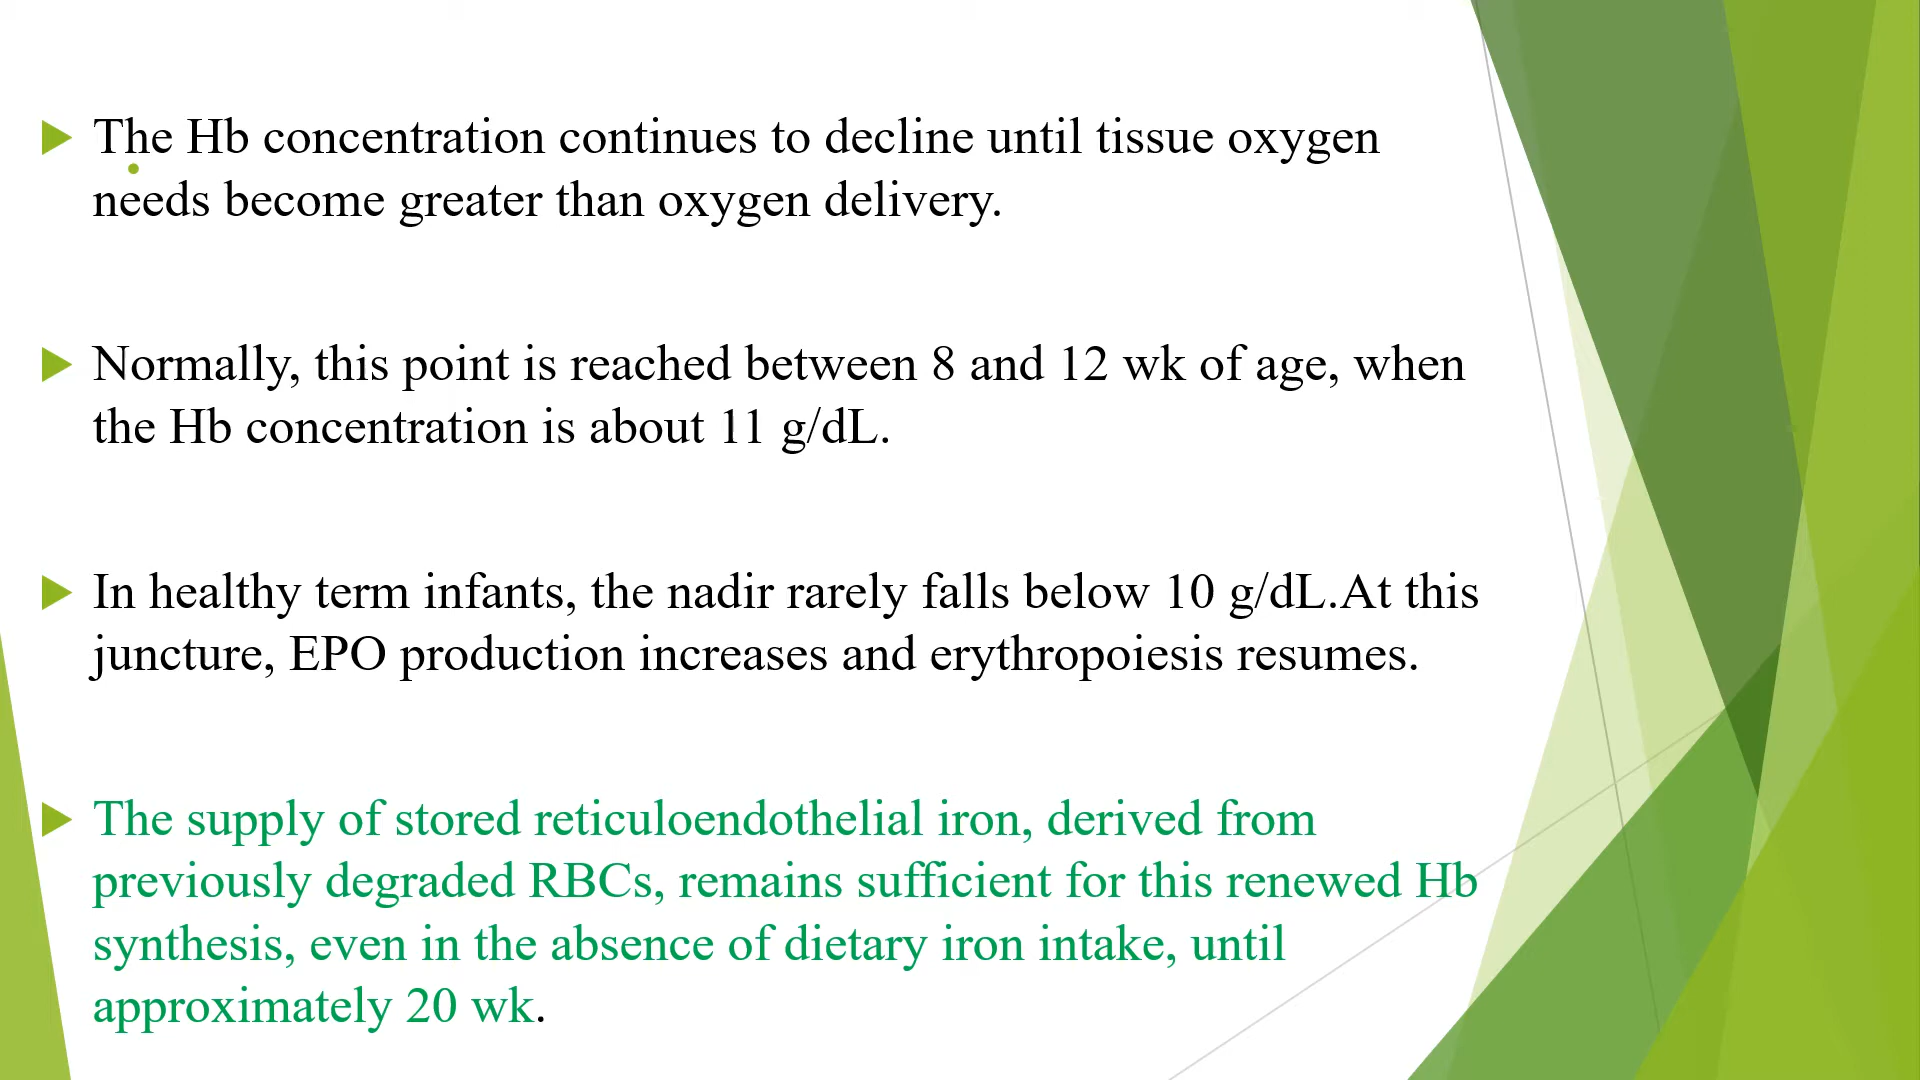 The Hb concentration continues to decline until tissue oxygen
needs become greater than oxygen delivery.
Normally, this point is reached between 8 and 12 wk of age, when
the Hb concentration is about 11 g/dL.
In healthy term infants, the nadir rarely falls below 10 g/dL.At this
juncture, EPO production increases and erythropoiesis resumes.
The supply of stored reticuloendothelial iron, derived from
previously degraded RBCs, remains sufficient for this renewed Hb
synthesis, even in the absence of dietary iron intake, until
approximately 20 wk.